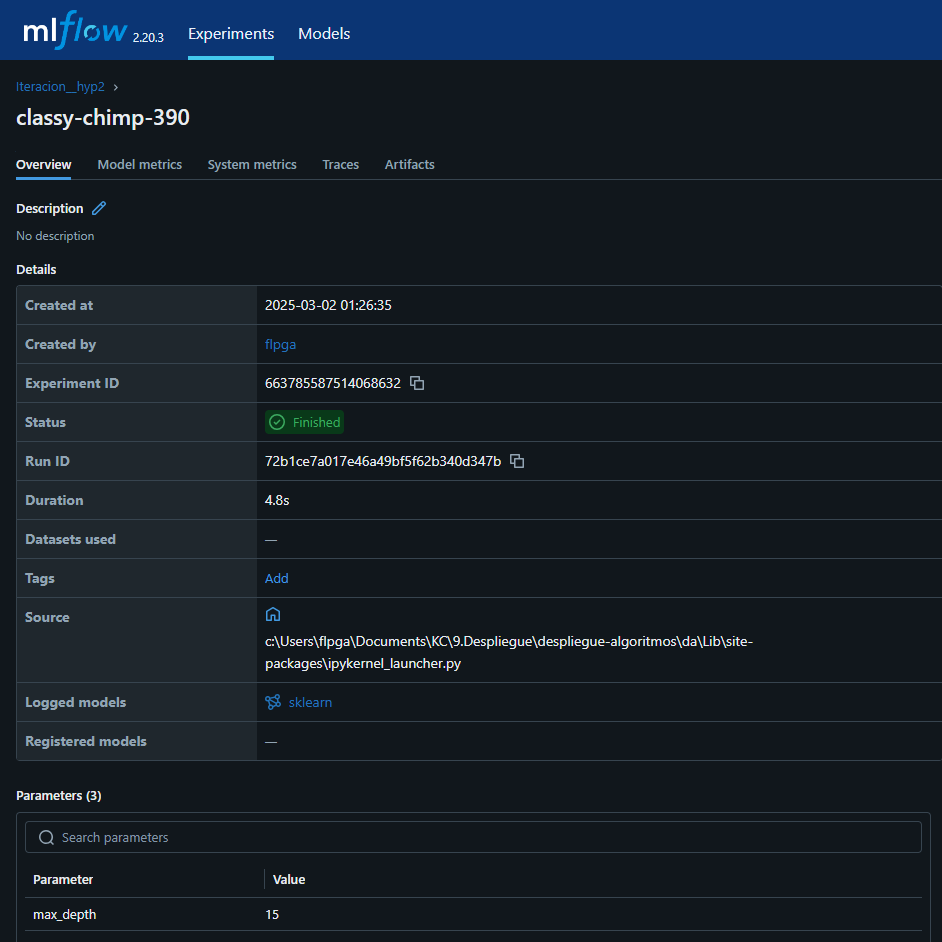 mlflow 2.20.3 Experiments Models
Iteracion__hyp2 >
classy-chimp-390
Overview Model metrics System metrics Traces Artifacts
Description
No description
Details
Created at 2025-03-02 01:26:35
Created by flpga
Experiment ID 663785587514068632
Status Finished
Run ID 72b1ce7a017e46a49bf5f62b340d347b
Duration 4.8s
Datasets used —
Tags Add
Source
c:\Users\flpga\Documents\KC\9.Despliegue\despliegue-algoritmos\da\Lib\site-
packages\ipykernel_launcher.py
Logged models sklearn
Registered models —
Parameters (3)
Search parameters
Parameter Value
max_depth 15